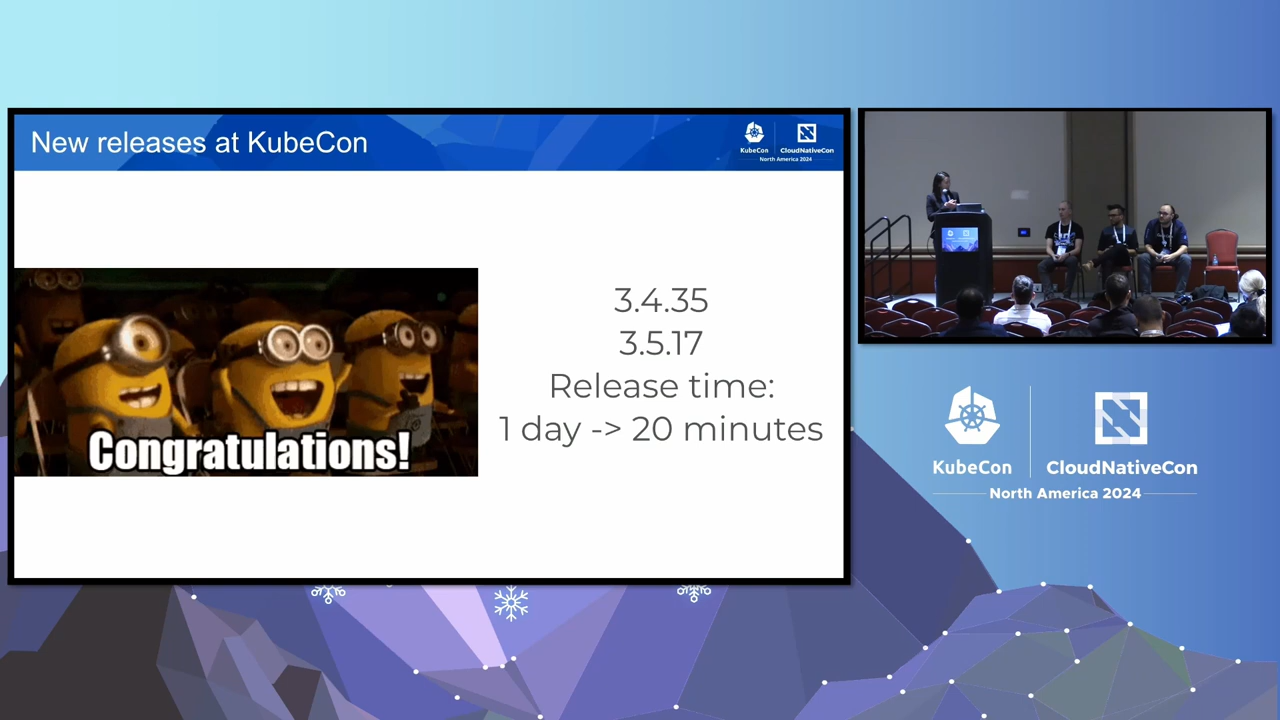 New releases at KubeCon
KubeCon
CloudNativeCon
North America 2024
Congratulations!
3.4.35
3.5.17
Release time:
1 day -> 20 minutes
KubeCon
CloudNativeCon
North America 2024